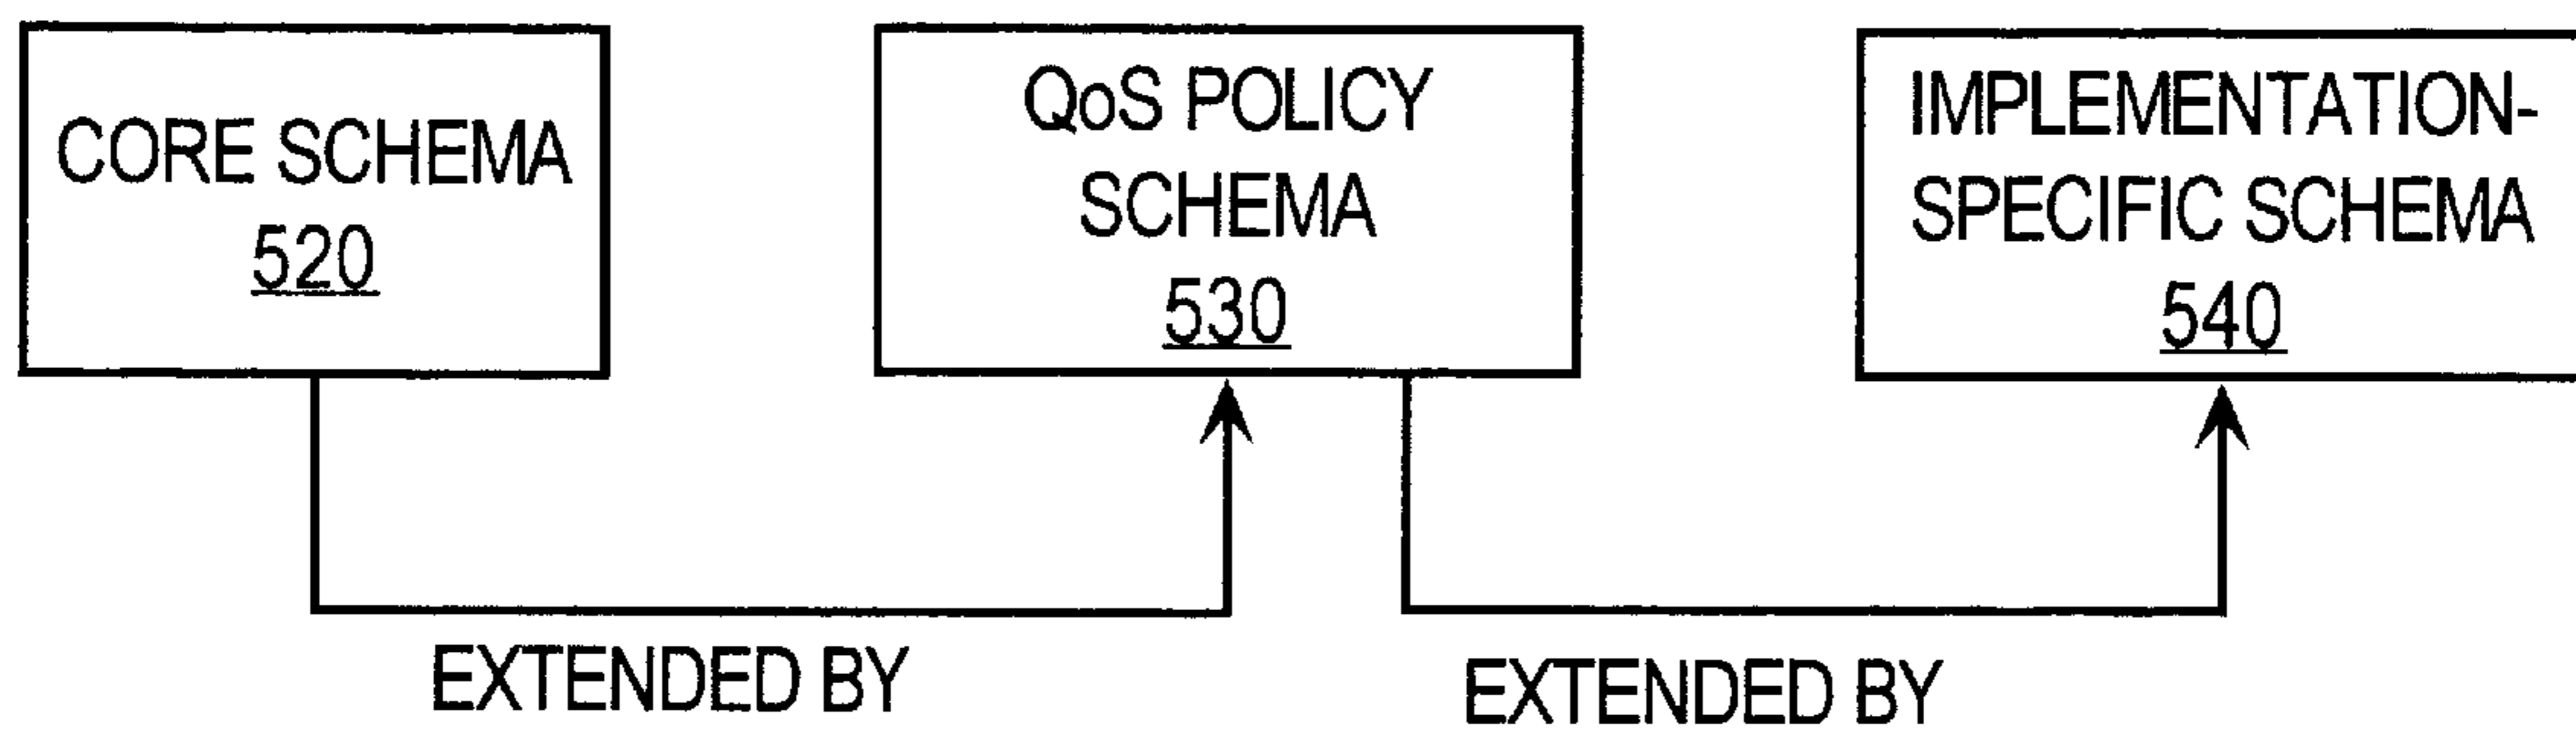 CORE SCHEMA
520
QoS POLICY
SCHEMA
530
IMPLEMENTATION-
SPECIFIC SCHEMA
540
EXTENDED BY
EXTENDED BY